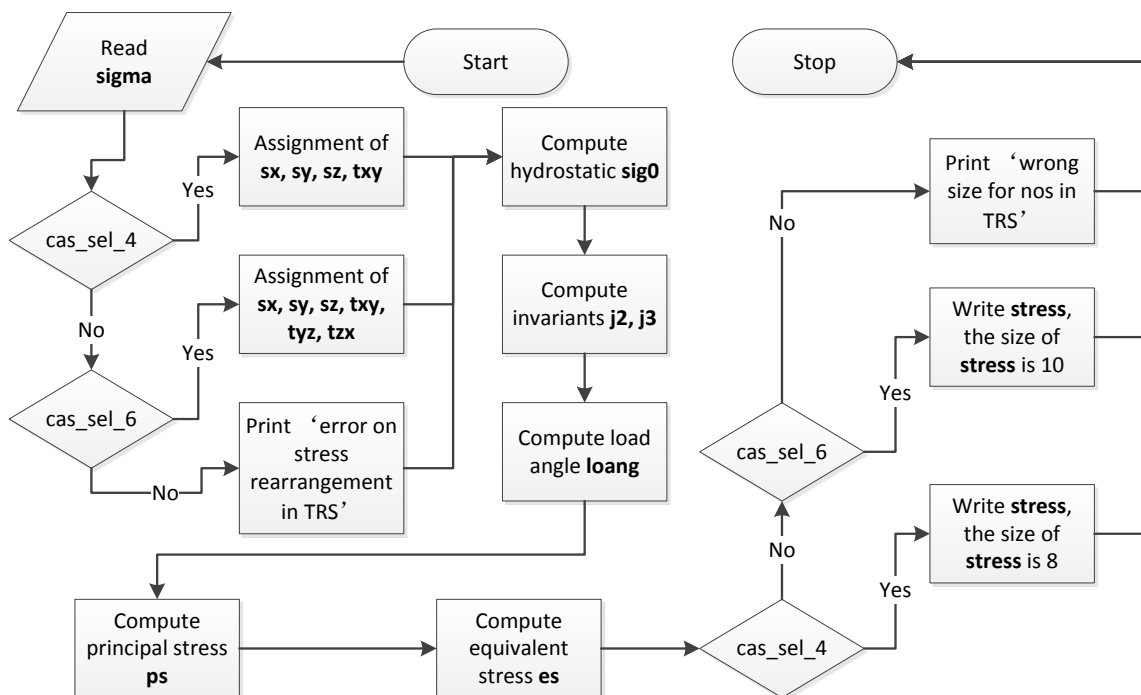 Read
sigma
Start
Stop
Assignment of
sx, sy, sz, txy
Compute
hydrostatic sig0
Print ‘wrong
size for nos in
TRS’
Yes
No
cas_sel_4
Assignment of
sx, sy, sz, txy,
tyz, tzx
Compute
invariants j2, j3
Write stress,
the size of
stress is 10
No
Yes
Yes
cas_sel_6
Print ‘error on
stress
rearrangement
in TRS’
Compute load
angle loang
cas_sel_6
No
Write stress,
the size of
stress is 8
No
Yes
Compute
principal stress
ps
Compute
equivalent
stress es
cas_sel_4